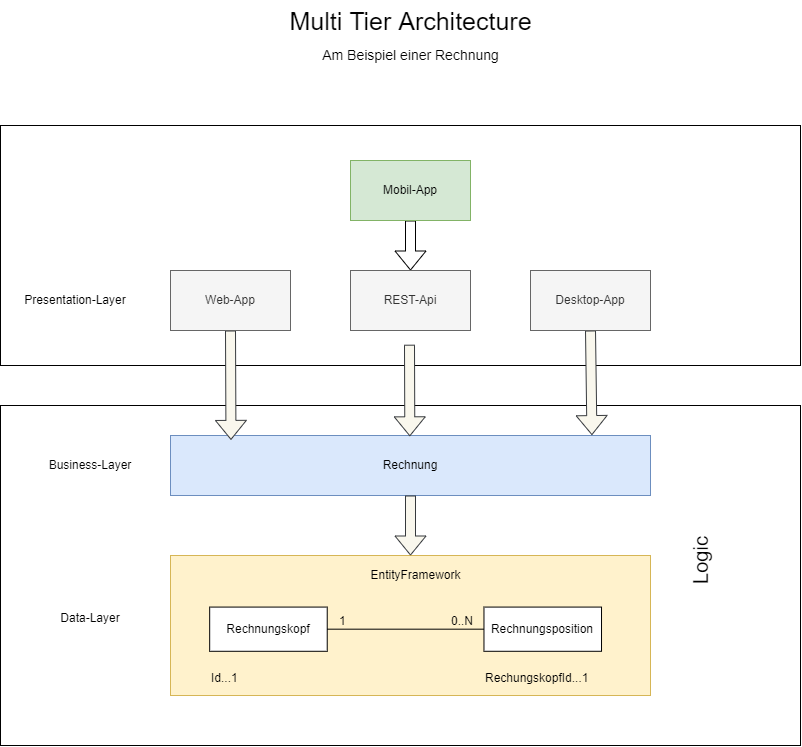 Multi Tier Architecture
Am Beispiel einer Rechnung
Mobil-App
Presentation-Layer
Web-App
REST-Api
Desktop-App
Business-Layer
Rechnung
Logic
EntityFramework
Data-Layer
Rechnungskopf
1
0..N
Rechnungsposition
Id...1
RechungskopfId...1